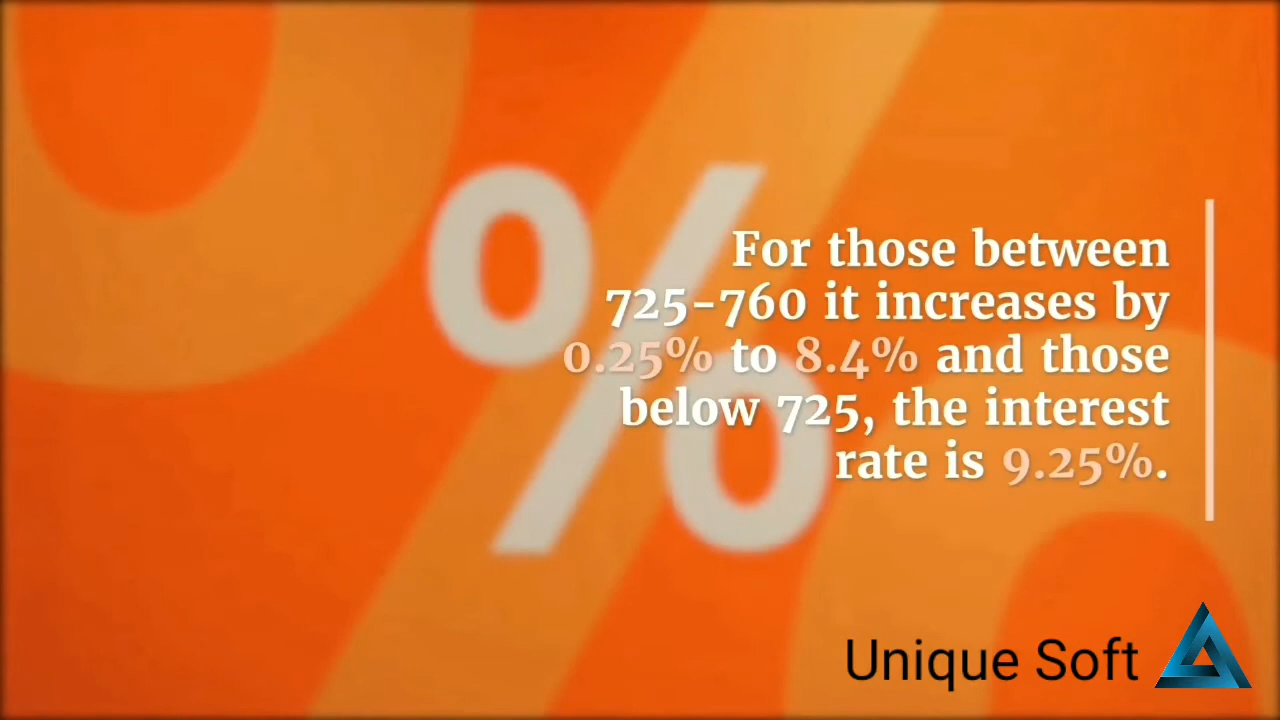 %
For those between
725-760 it increases by
0.25% to 8.4% and those
below 725, the interest
rate is 9.25%.
Unique Soft